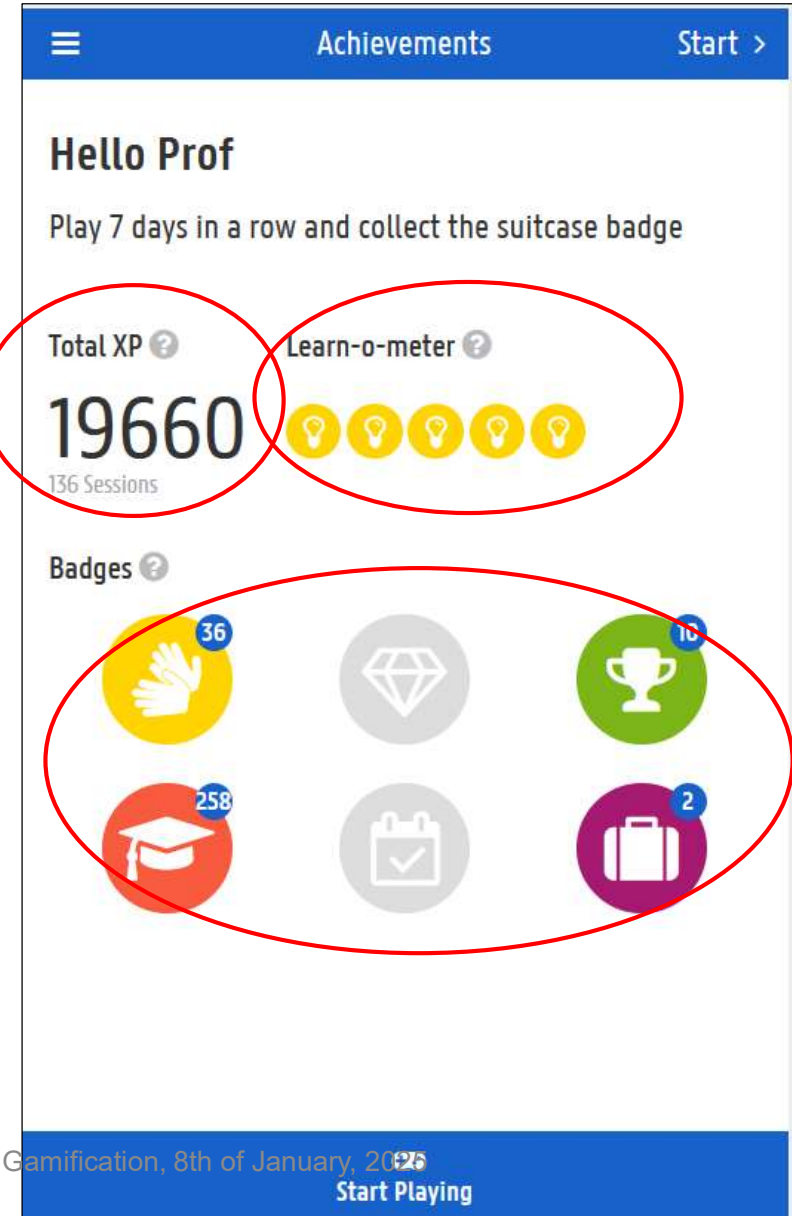 Achievements
Start >
Hello Prof
Play 7 days in a row and collect the suitcase badge
Total XP ?
Learn-o-meter ?
19660
136 Sessions
Badges ?
36
10
258
2
Gamification, 8th of January,
Start Playing